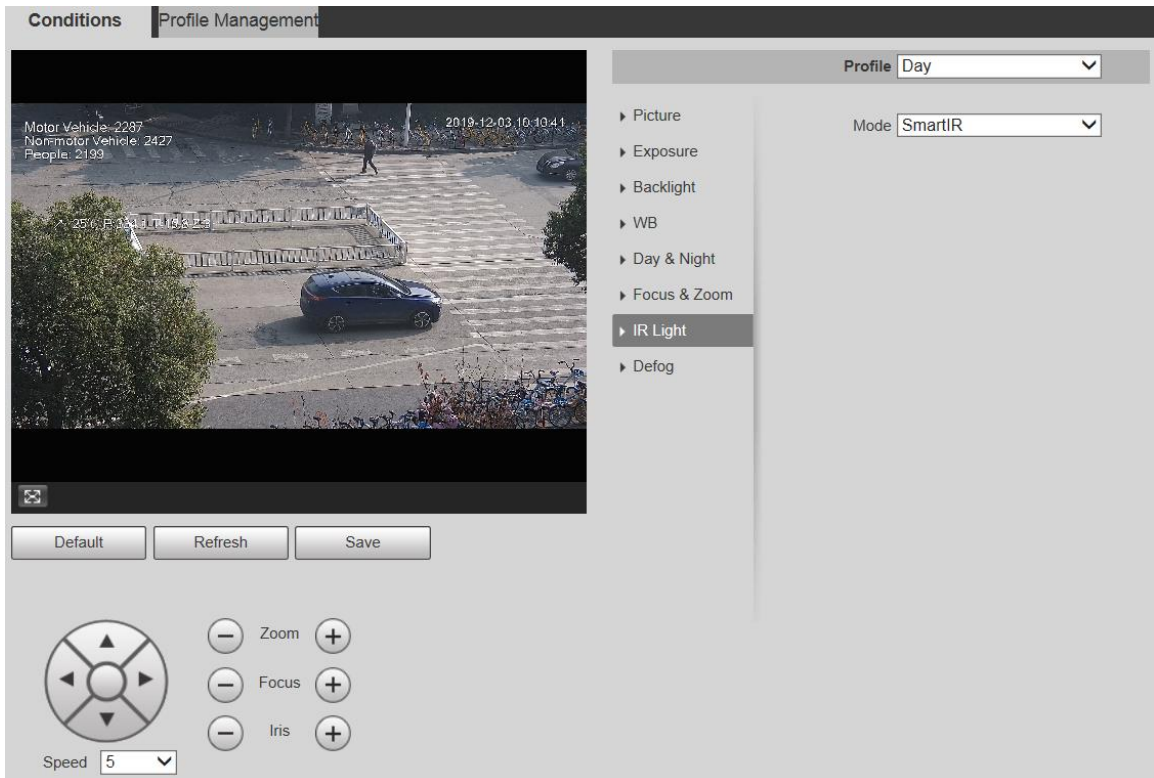 Conditions Profile Management
Profile Day
Motor Vehicle: 2287
Non-motor Vehicle: 2427
People: 2199
2019-12-03 10:10:41
Picture
Exposure
Backlight
WB
Day & Night
Focus & Zoom
IR Light
Defog
Mode SmartIR
Default Refresh Save
Zoom
Focus
Iris
Speed 5